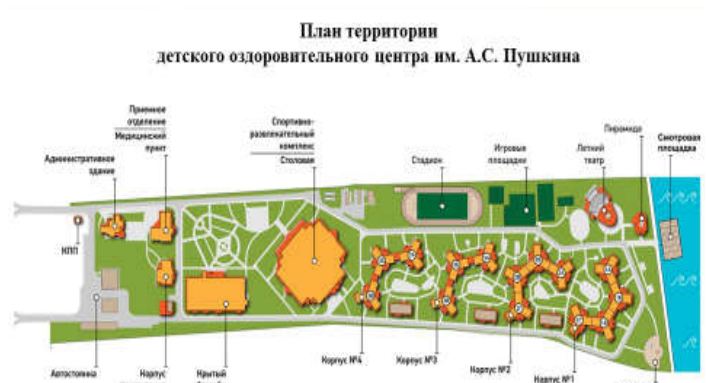 План территории
детского оздоровительного центра им. А.С. Пушкина
Приемное
отделение
Медицинский
пункт
Административное
здание
Спортивно-
развлекательный
комплекс
Столовая
Стадион
Игровые
площадки
Летний
театр
Пирамида
Смотровая
площадка
КПП
Автостоянка
Корпус
Крытый
Корпус №4
Корпус №3
Корпус №2
Корпус №1